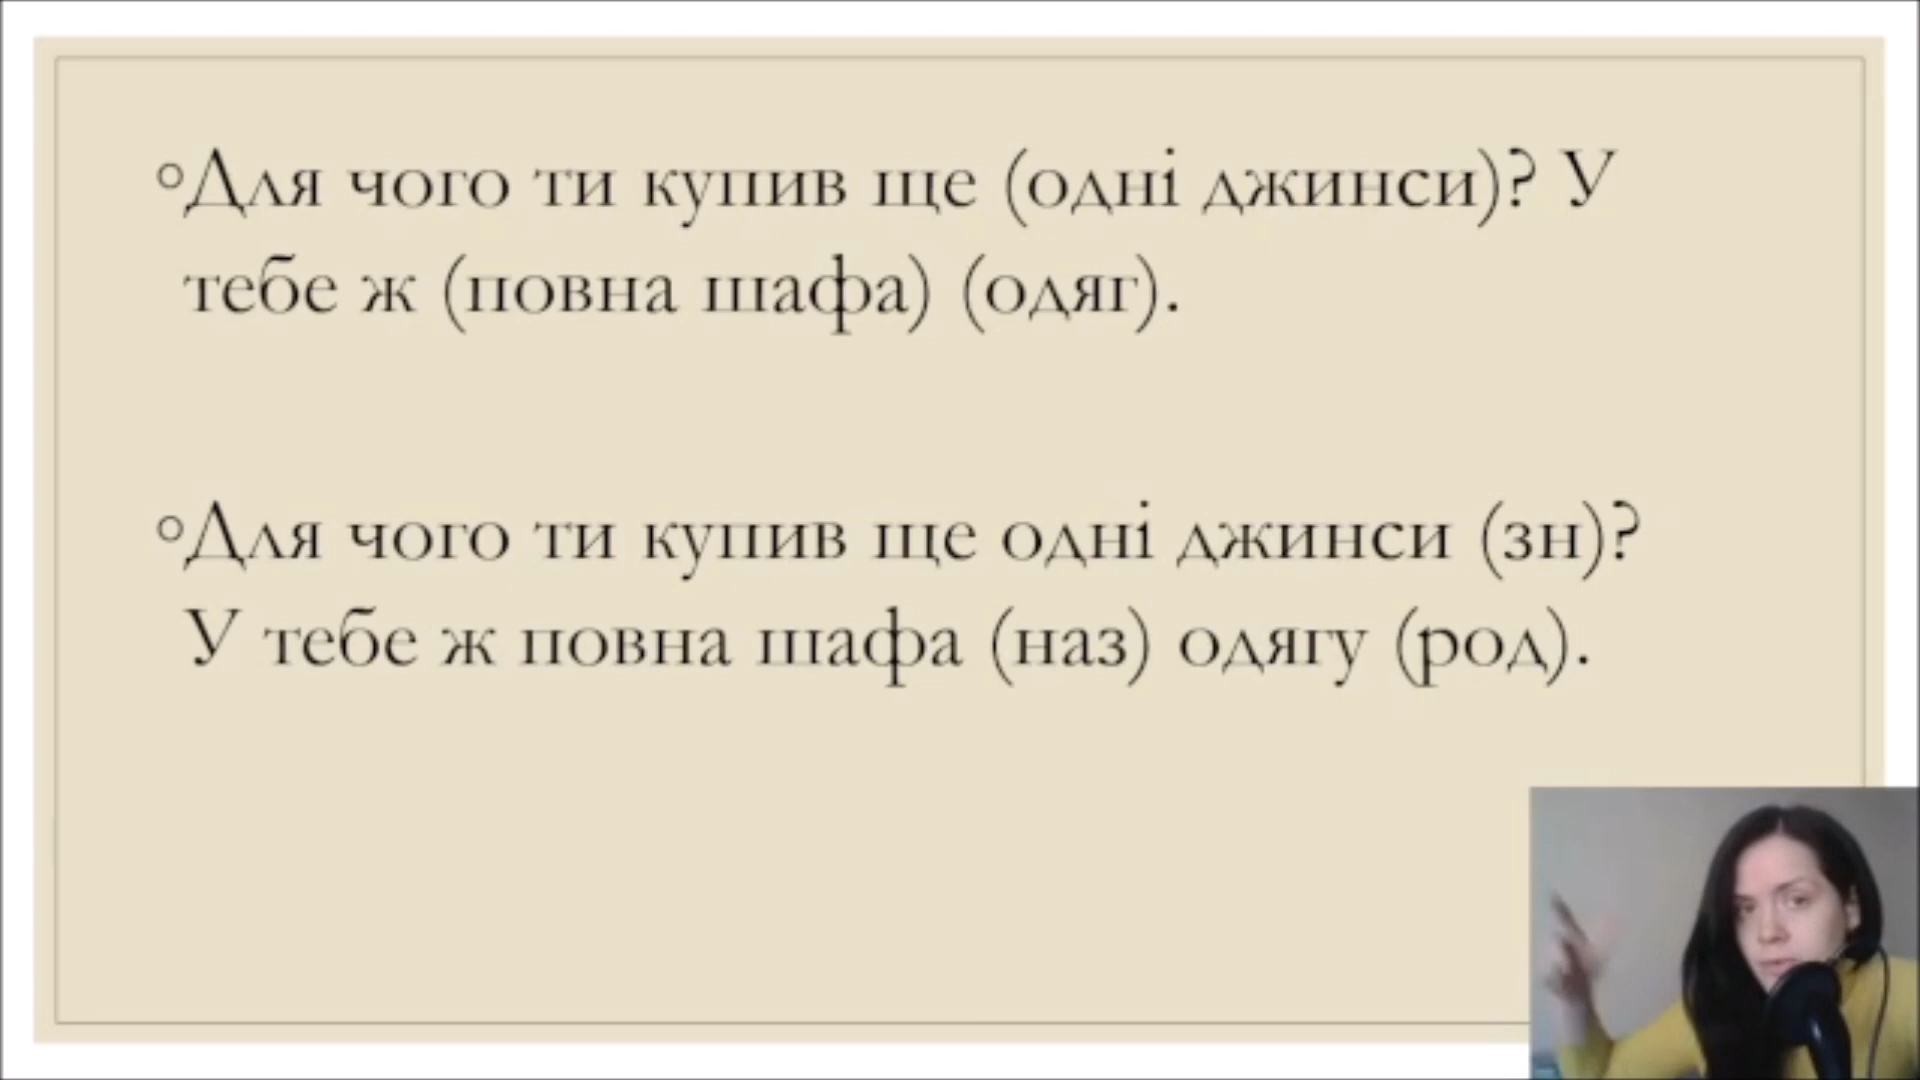 Для чого ти купив ще (одні джинси)? У
тебе ж (повна шафа) (одяг).
Для чого ти купив ще одні джинси (зн)?
У тебе ж повна шафа (наз) одягу (род).